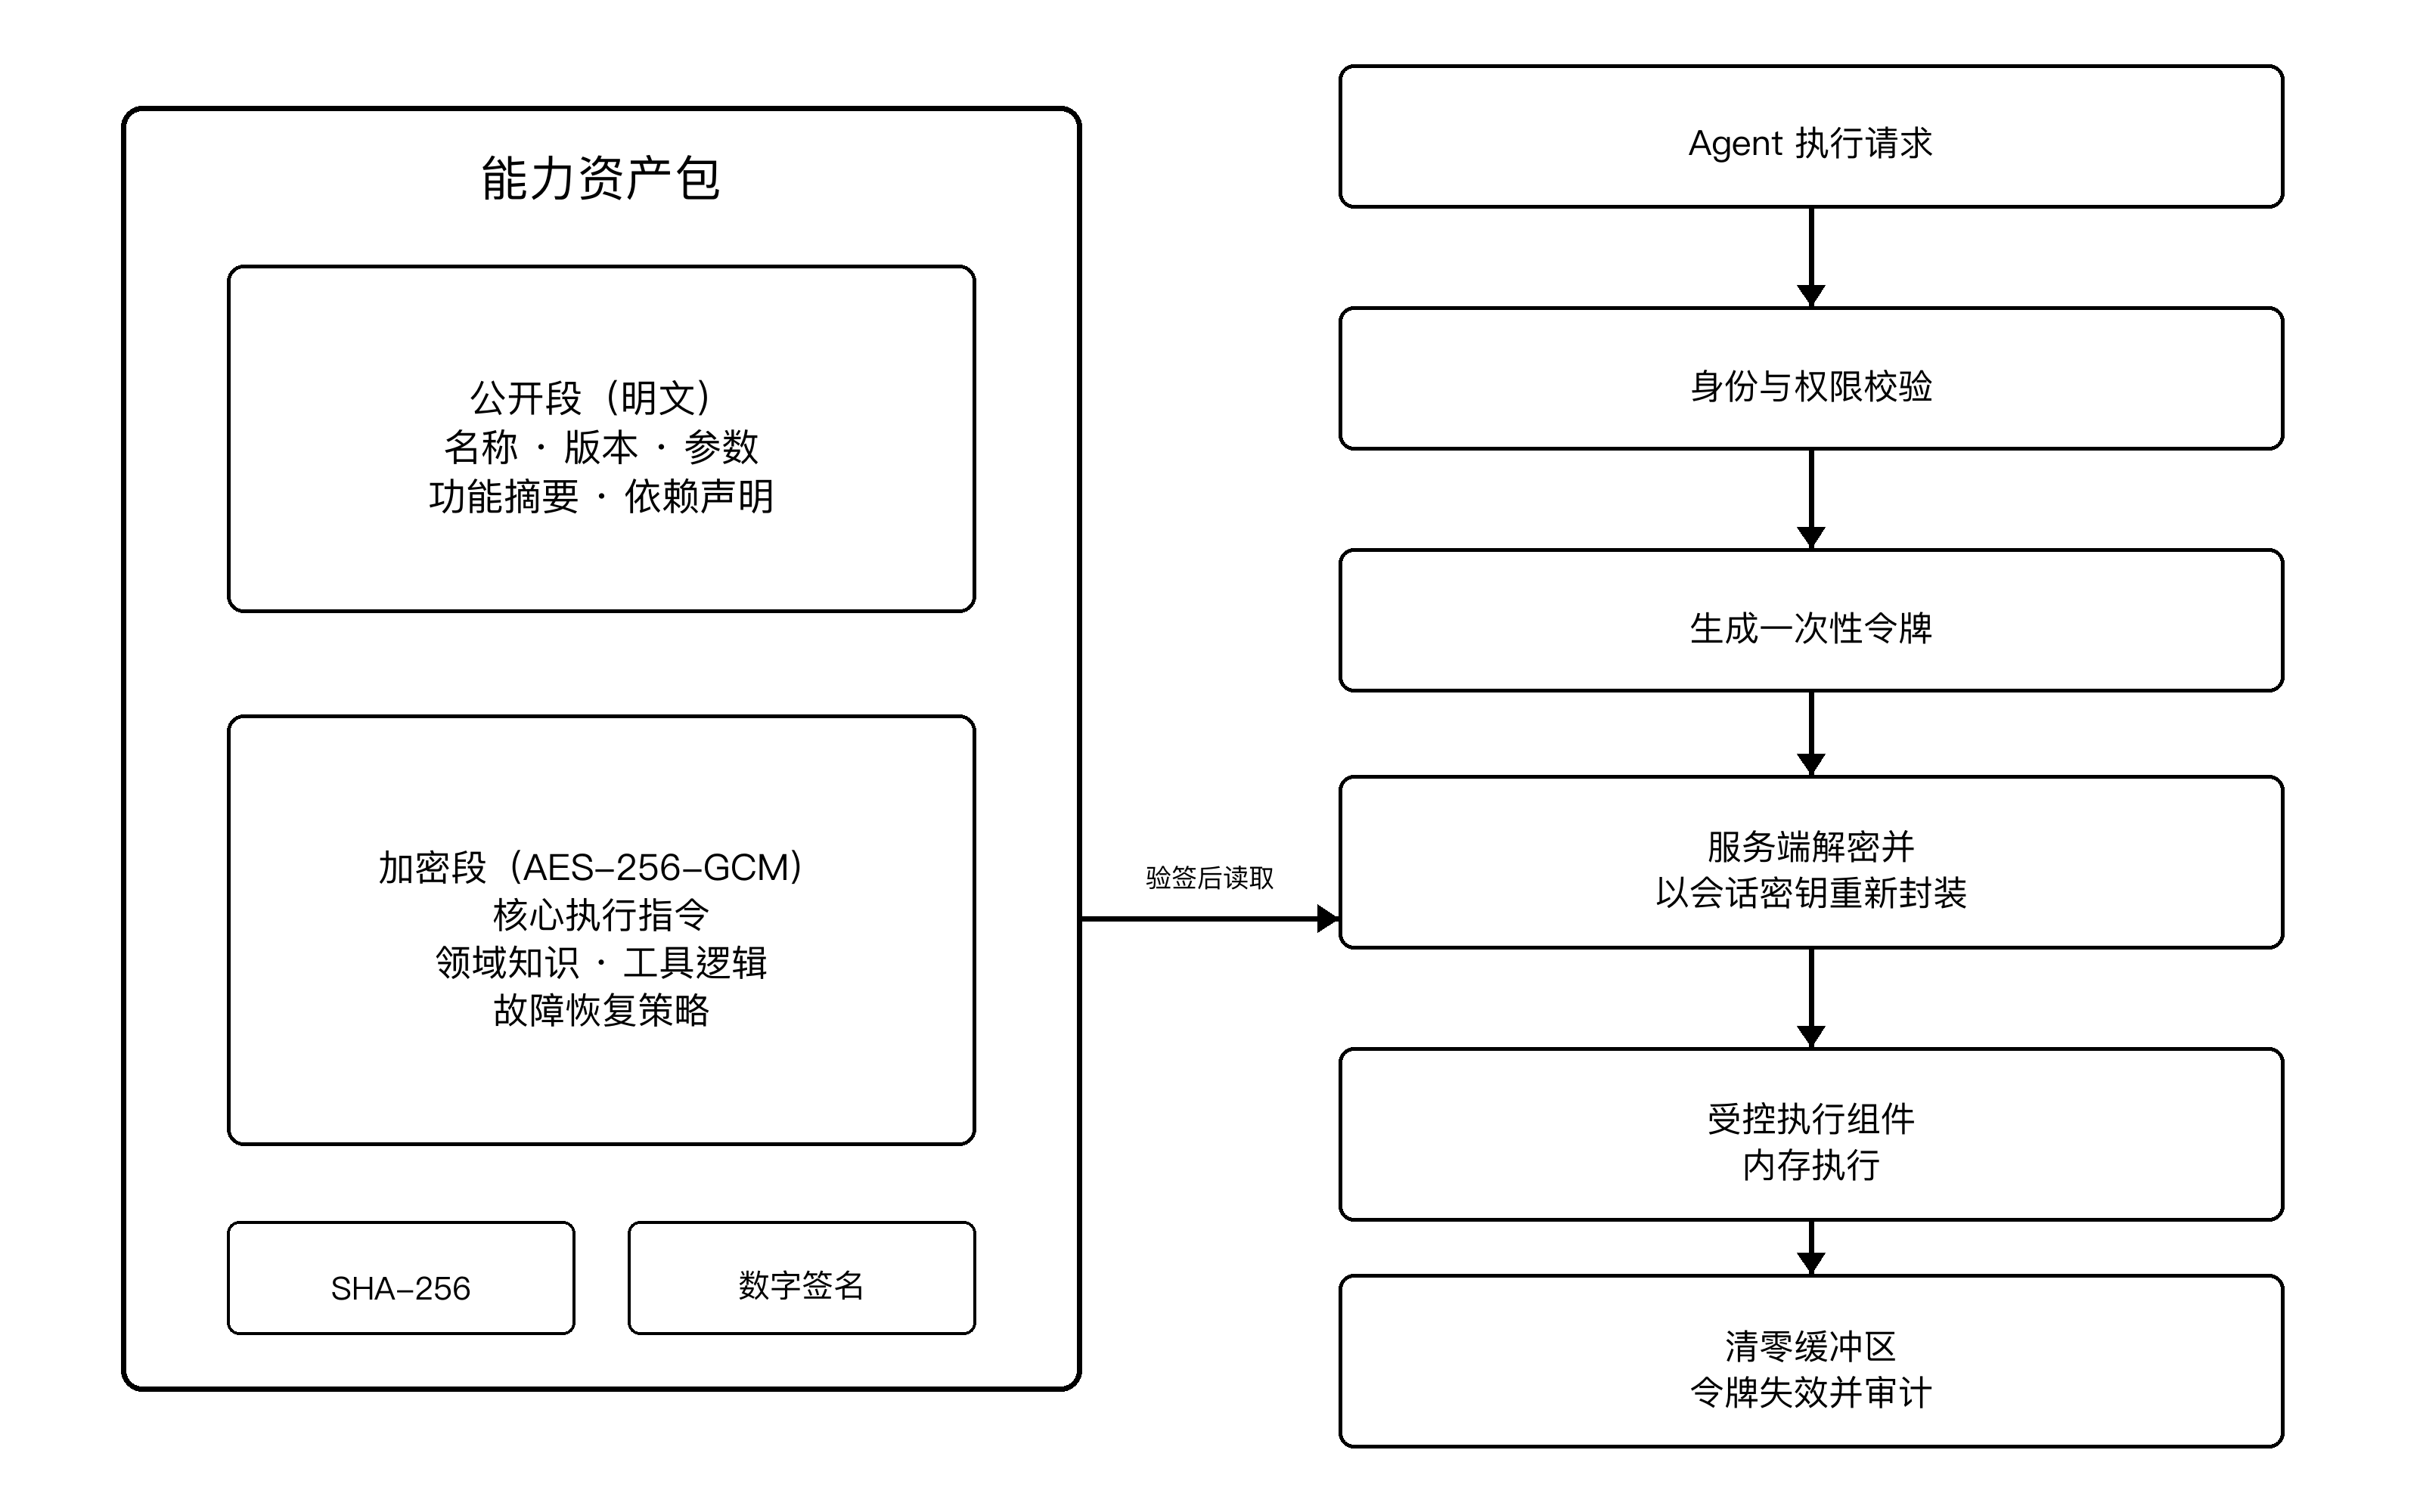 能力资产包
公开段（明文）
名称 · 版本 · 参数
功能摘要 · 依赖声明
加密段（AES-256-GCM）
核心执行指令
领域知识 · 工具逻辑
故障恢复策略
SHA-256
数字签名
验签后读取
Agent 执行请求
身份与权限校验
生成一次性令牌
服务端解密并
以会话密钥重新封装
受控执行组件
内存执行
清零缓冲区
令牌失效并审计